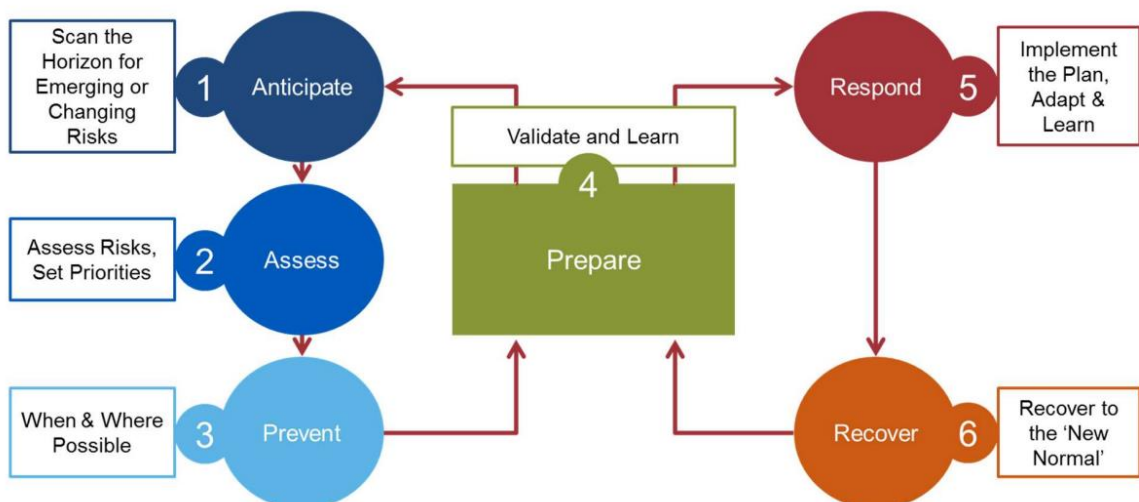 Scan the
Horizon for
Emerging or
Changing
Risks
1
Anticipate
Assess Risks,
Set Priorities
2
Assess
When & Where
Possible
3
Prevent
Validate and Learn
4
Prepare
Respond
5
Implement
the Plan,
Adapt &
Learn
Recover
6
Recover to
the ‘New
Normal’